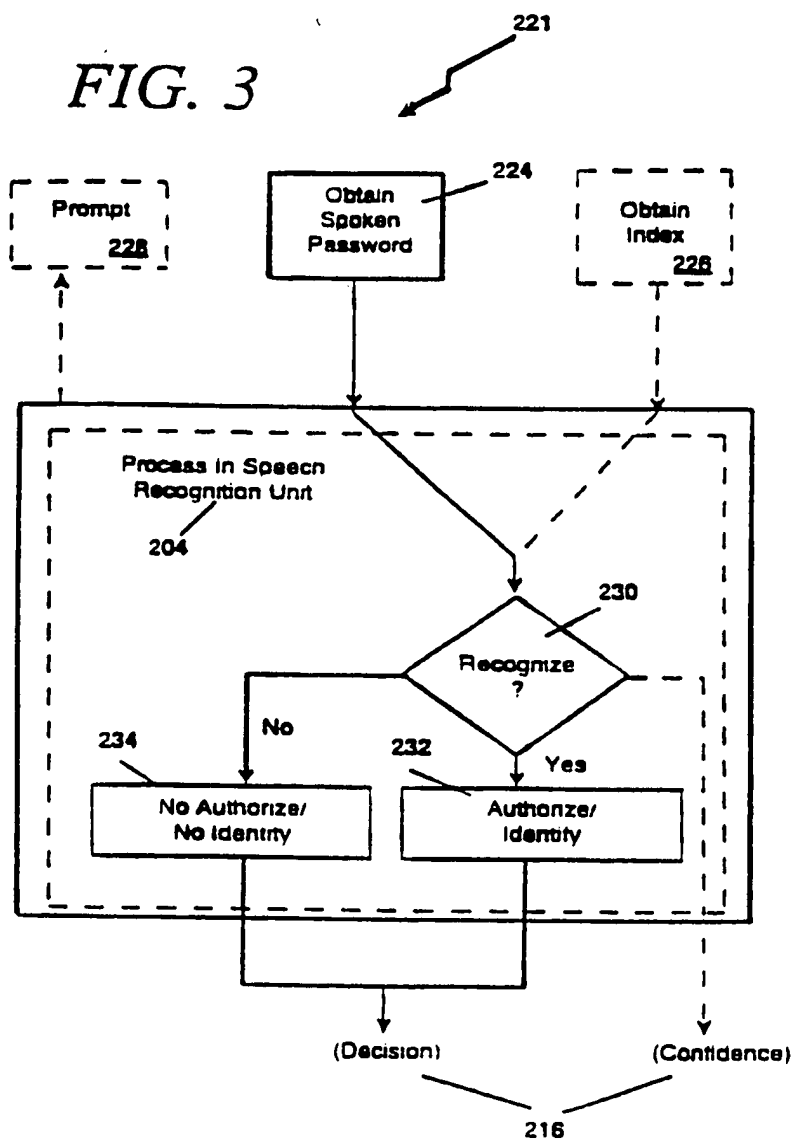 FIG. 3
221
Prompt
228
Obtain
Spoken
Password
224
Obtain
Index
226
Process in Speech
Recognition Unit
204
230
Recognize
?
No
Yes
234
No Authorize/
No Identity
232
Authorize/
Identity
(Decision)
(Confidence)
216